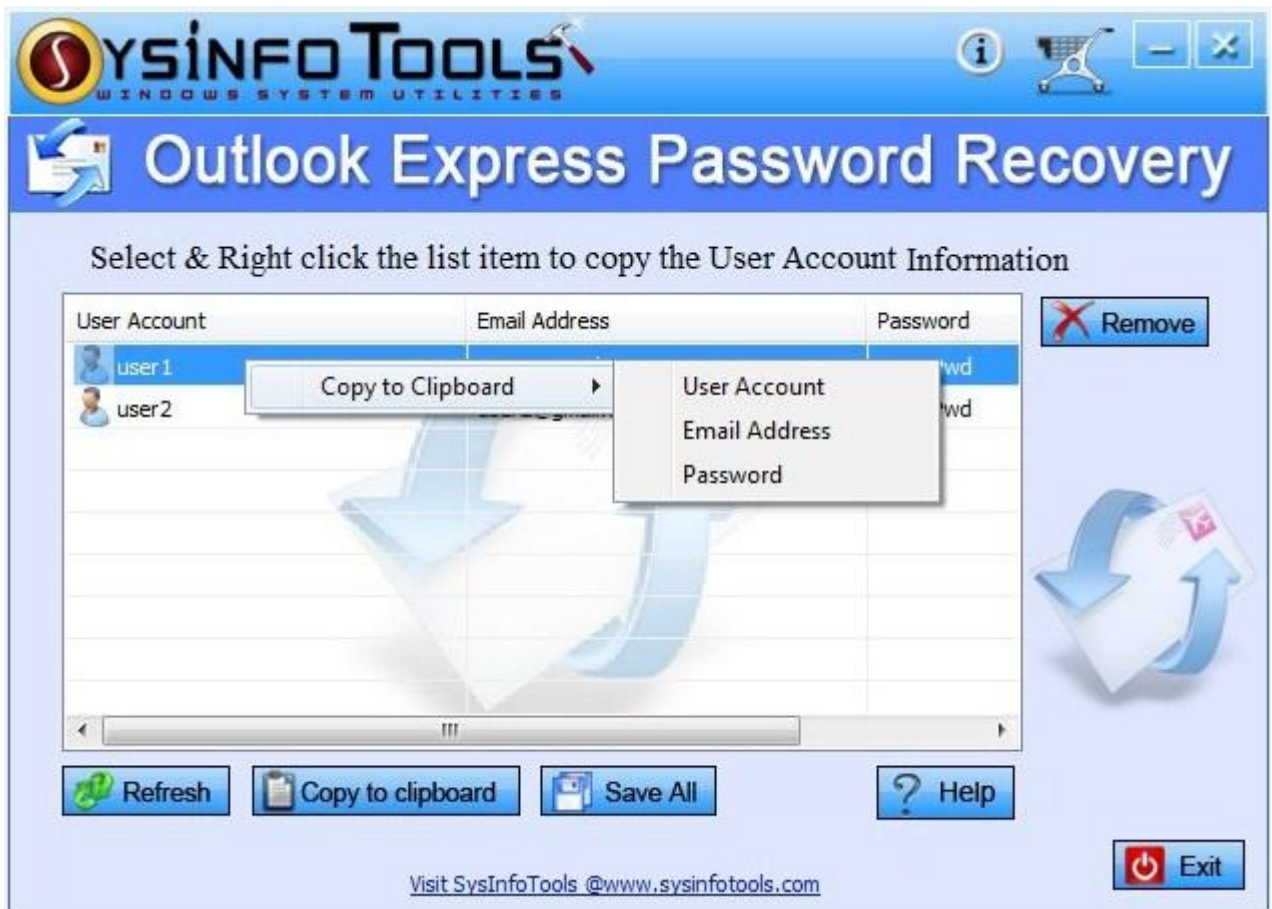 SYSINFO TOOLS
WINDOWS SYSTEM UTILITIES
Outlook Express Password Recovery
Select & Right click the list item to copy the User Account Information
User Account Email Address Password
Remove
user1
Copy to Clipboard
User Account
user2
Email Address
Password
Refresh
Copy to clipboard
Save All
Help
Exit
Visit SysInfoTools @www.sysinfotools.com